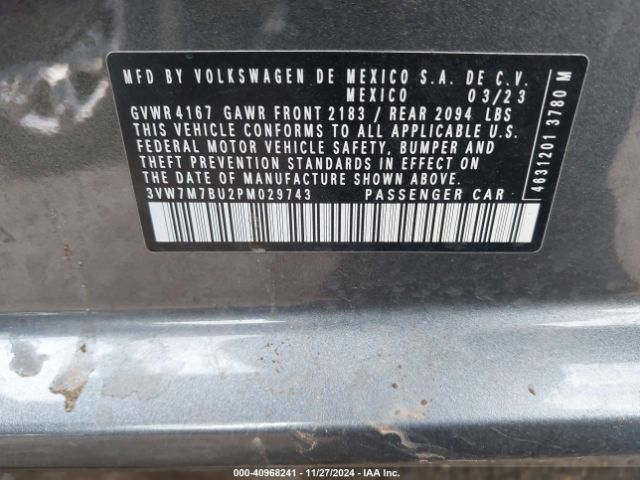 MFD BY VOLKSWAGEN DE MEXICO S.A. DE C.V.
MEXICO 03/23
GVWR 4167 GAWR FRONT 2183 / REAR 2094 LBS
THIS VEHICLE CONFORMS TO ALL APPLICABLE U.S.
FEDERAL MOTOR VEHICLE SAFETY, BUMPER AND
THEFT PREVENTION STANDARDS IN EFFECT ON
THE DATE OF MANUFACTURE SHOWN ABOVE.
3VW7M7BU2PM029743 PASSENGER CAR
4631201 3780 M
000-40968241 - 11/27/2024 - IAA Inc.